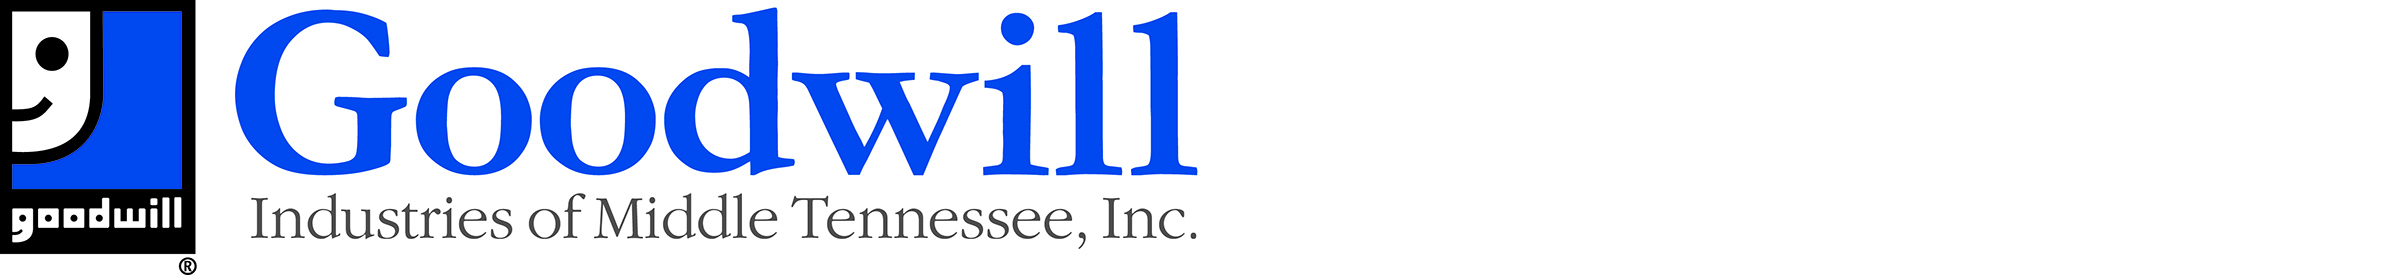 goodwill
®
Goodwill
Industries of Middle Tennessee, Inc.